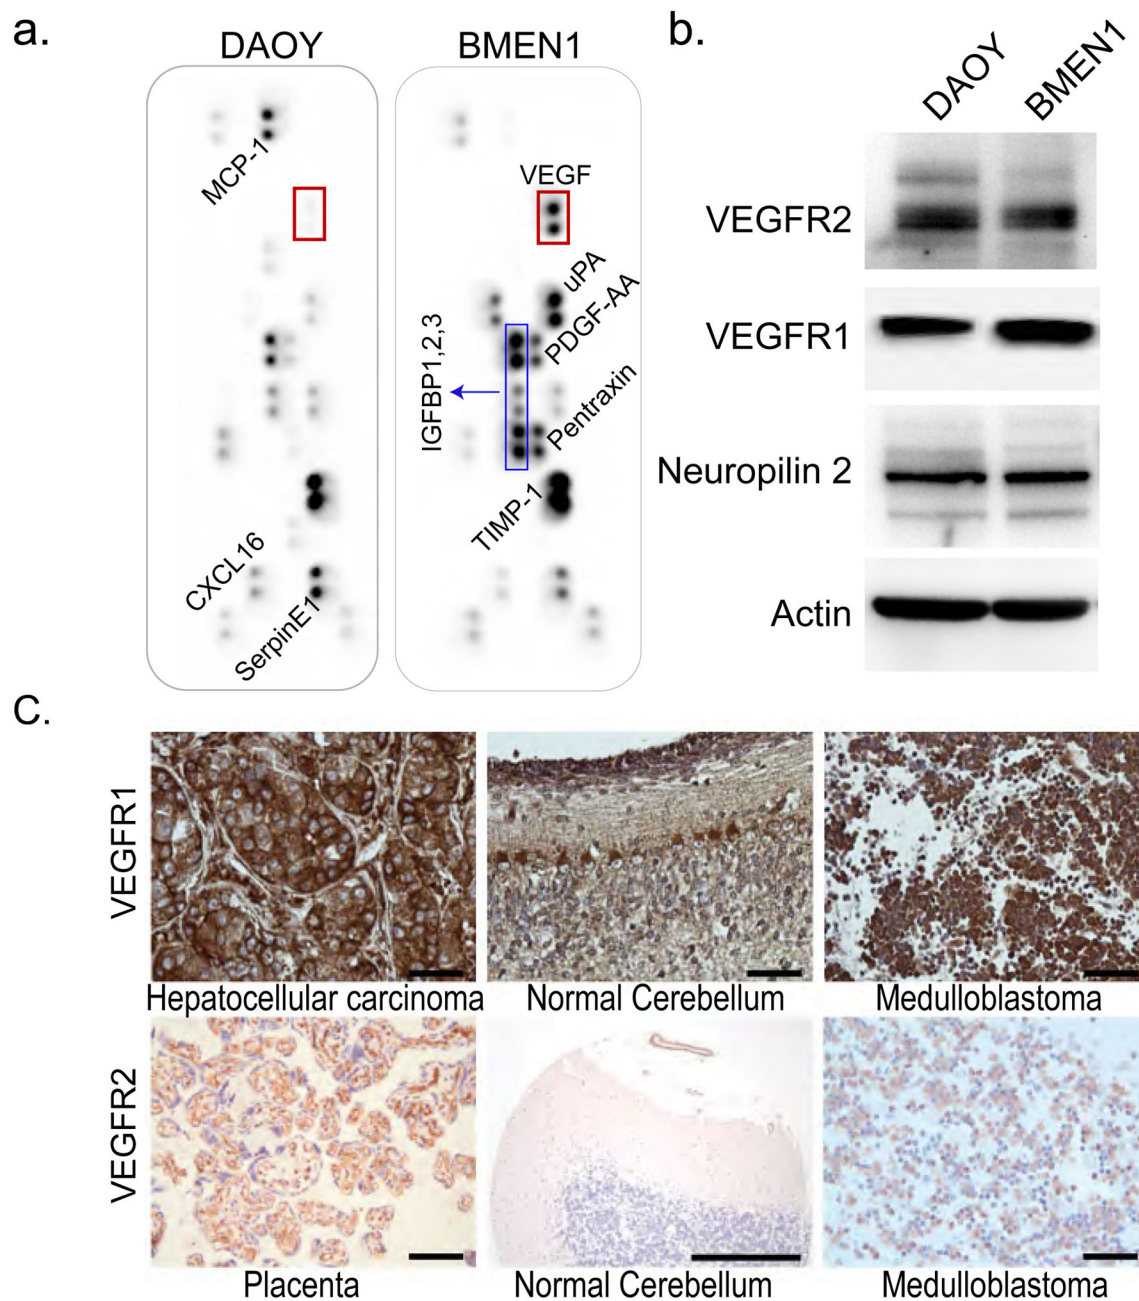 a.
DAOY
BMEN1
MCP-1
VEGF
uPA
PDGF-AA
IGFBP1,2,3
Pentraxin
TIMP-1
CXCL16
SerpinE1
b.
DAOY
BMEN1
VEGFR2
VEGFR1
Neuropilin 2
Actin
C.
VEGFR1
Hepatocellular carcinoma
Normal Cerebellum
Medulloblastoma
VEGFR2
Placenta
Normal Cerebellum
Medulloblastoma